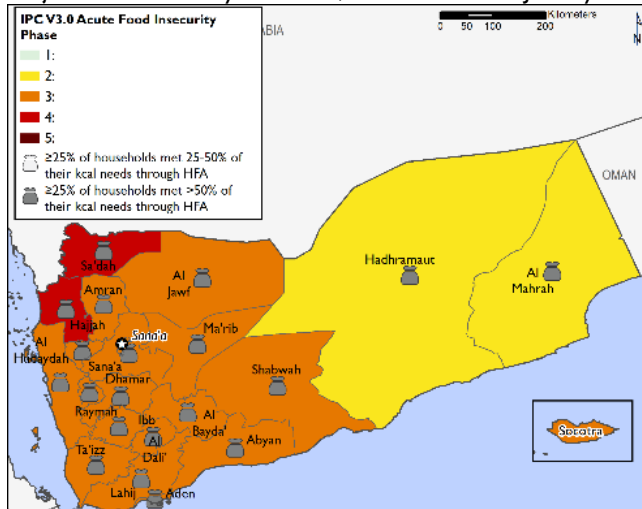 IPC V3.0 Acute Food Insecurity
Phase
1:
2:
3:
4:
5:
≥25% of households met 25-50% of
their kcal needs through HFA
≥25% of households met >50% of
their kcal needs through HFA
ABIA
Kilometers
0 50 100 200
N
OMAN
Sa'dah
Al
Jawf
Hadhramaut
Al
Mahrah
Amran
Hajjah
Sana'a
Ma'rib
Al
Hudaydah
Sana'a
Dhamar
Shabwah
Raymah
Ibb
Al
Bayda'
Al
Dali'
Abyan
Ta'izz
Lahij
Aden
Socotra